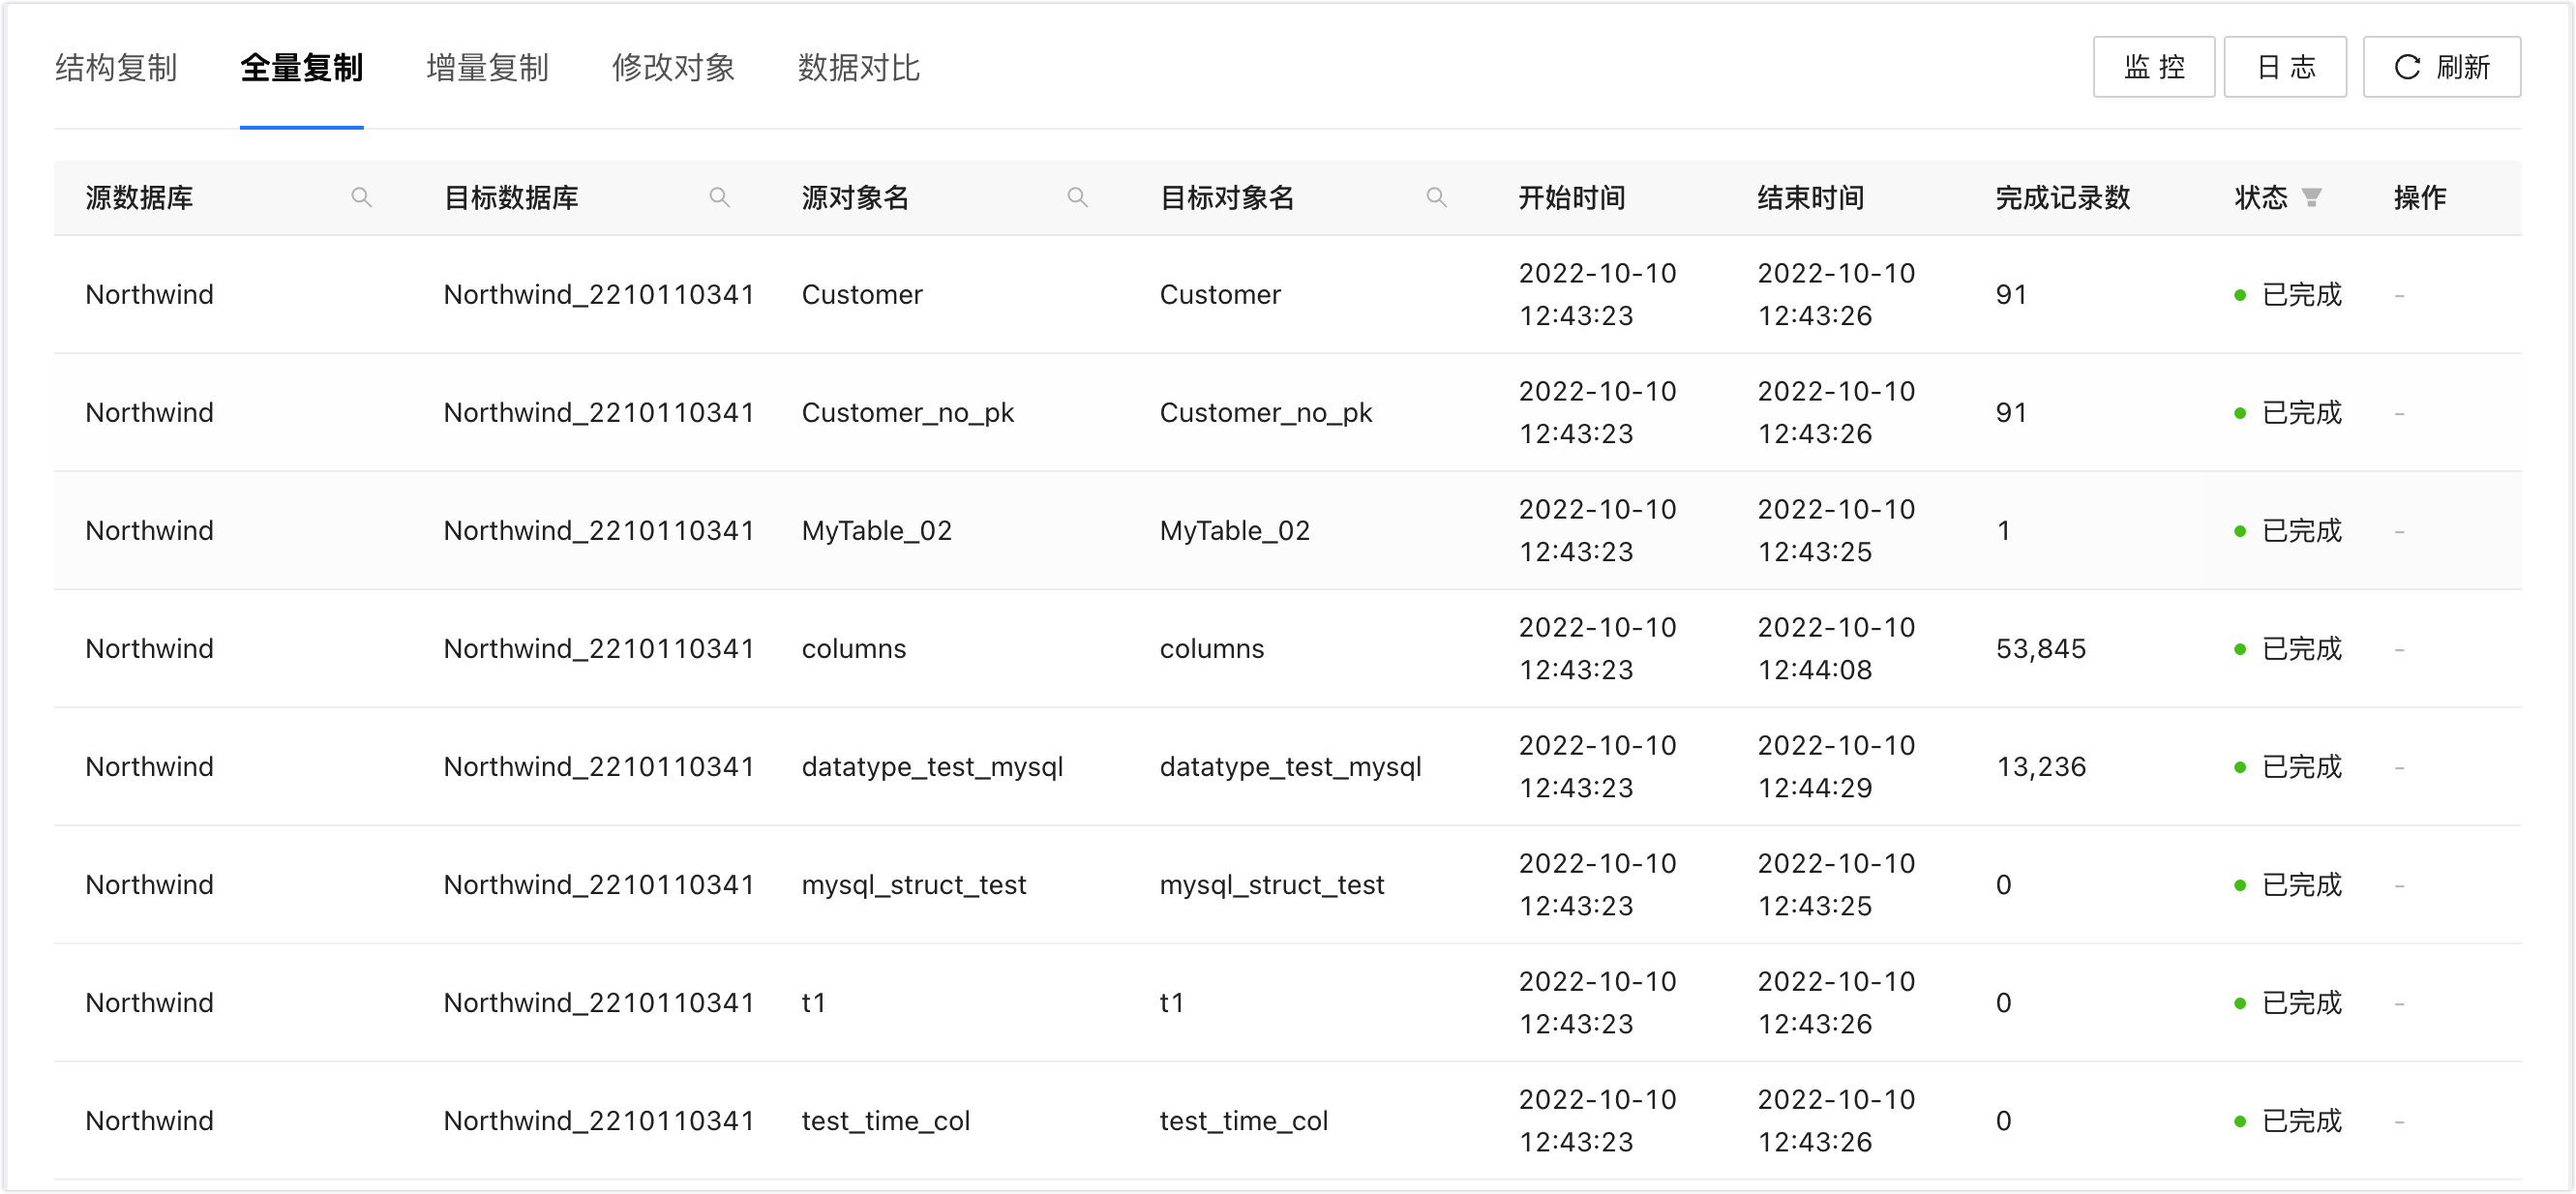 结构复制 全量复制 增量复制 修改对象 数据对比 监控 日志 刷新
源数据库 目标数据库 源对象名 目标对象名 开始时间 结束时间 完成记录数 状态 操作
Northwind Northwind_2210110341 Customer Customer 2022-10-10 12:43:23 2022-10-10 12:43:26 91 已完成 -
Northwind Northwind_2210110341 Customer_no_pk Customer_no_pk 2022-10-10 12:43:23 2022-10-10 12:43:26 91 已完成 -
Northwind Northwind_2210110341 MyTable_02 MyTable_02 2022-10-10 12:43:23 2022-10-10 12:43:25 1 已完成 -
Northwind Northwind_2210110341 columns columns 2022-10-10 12:43:23 2022-10-10 12:44:08 53,845 已完成 -
Northwind Northwind_2210110341 datatype_test_mysql datatype_test_mysql 2022-10-10 12:43:23 2022-10-10 12:44:29 13,236 已完成 -
Northwind Northwind_2210110341 mysql_struct_test mysql_struct_test 2022-10-10 12:43:23 2022-10-10 12:43:25 0 已完成 -
Northwind Northwind_2210110341 t1 t1 2022-10-10 12:43:23 2022-10-10 12:43:26 0 已完成 -
Northwind Northwind_2210110341 test_time_col test_time_col 2022-10-10 12:43:23 2022-10-10 12:43:26 0 已完成 -